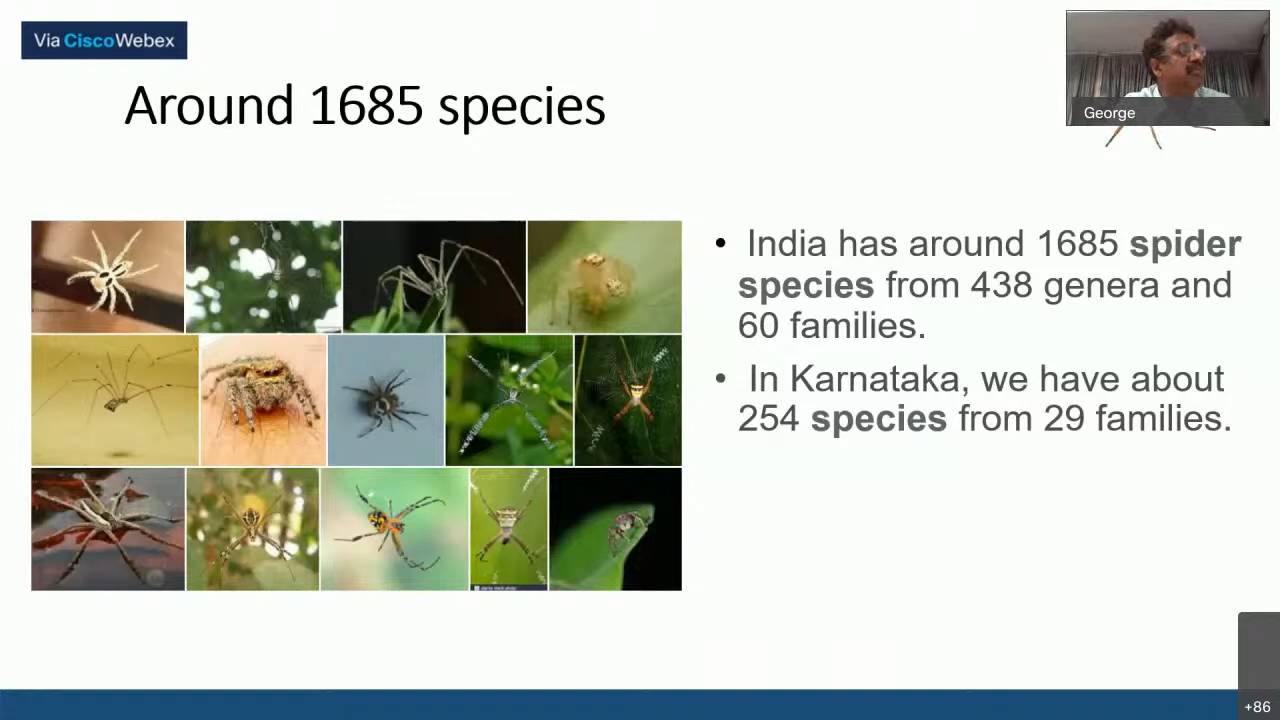 Via CiscoWebex
George
Around 1685 species
• India has around 1685 spider
species from 438 genera and
60 families.
• In Karnataka, we have about
254 species from 29 families.
+86